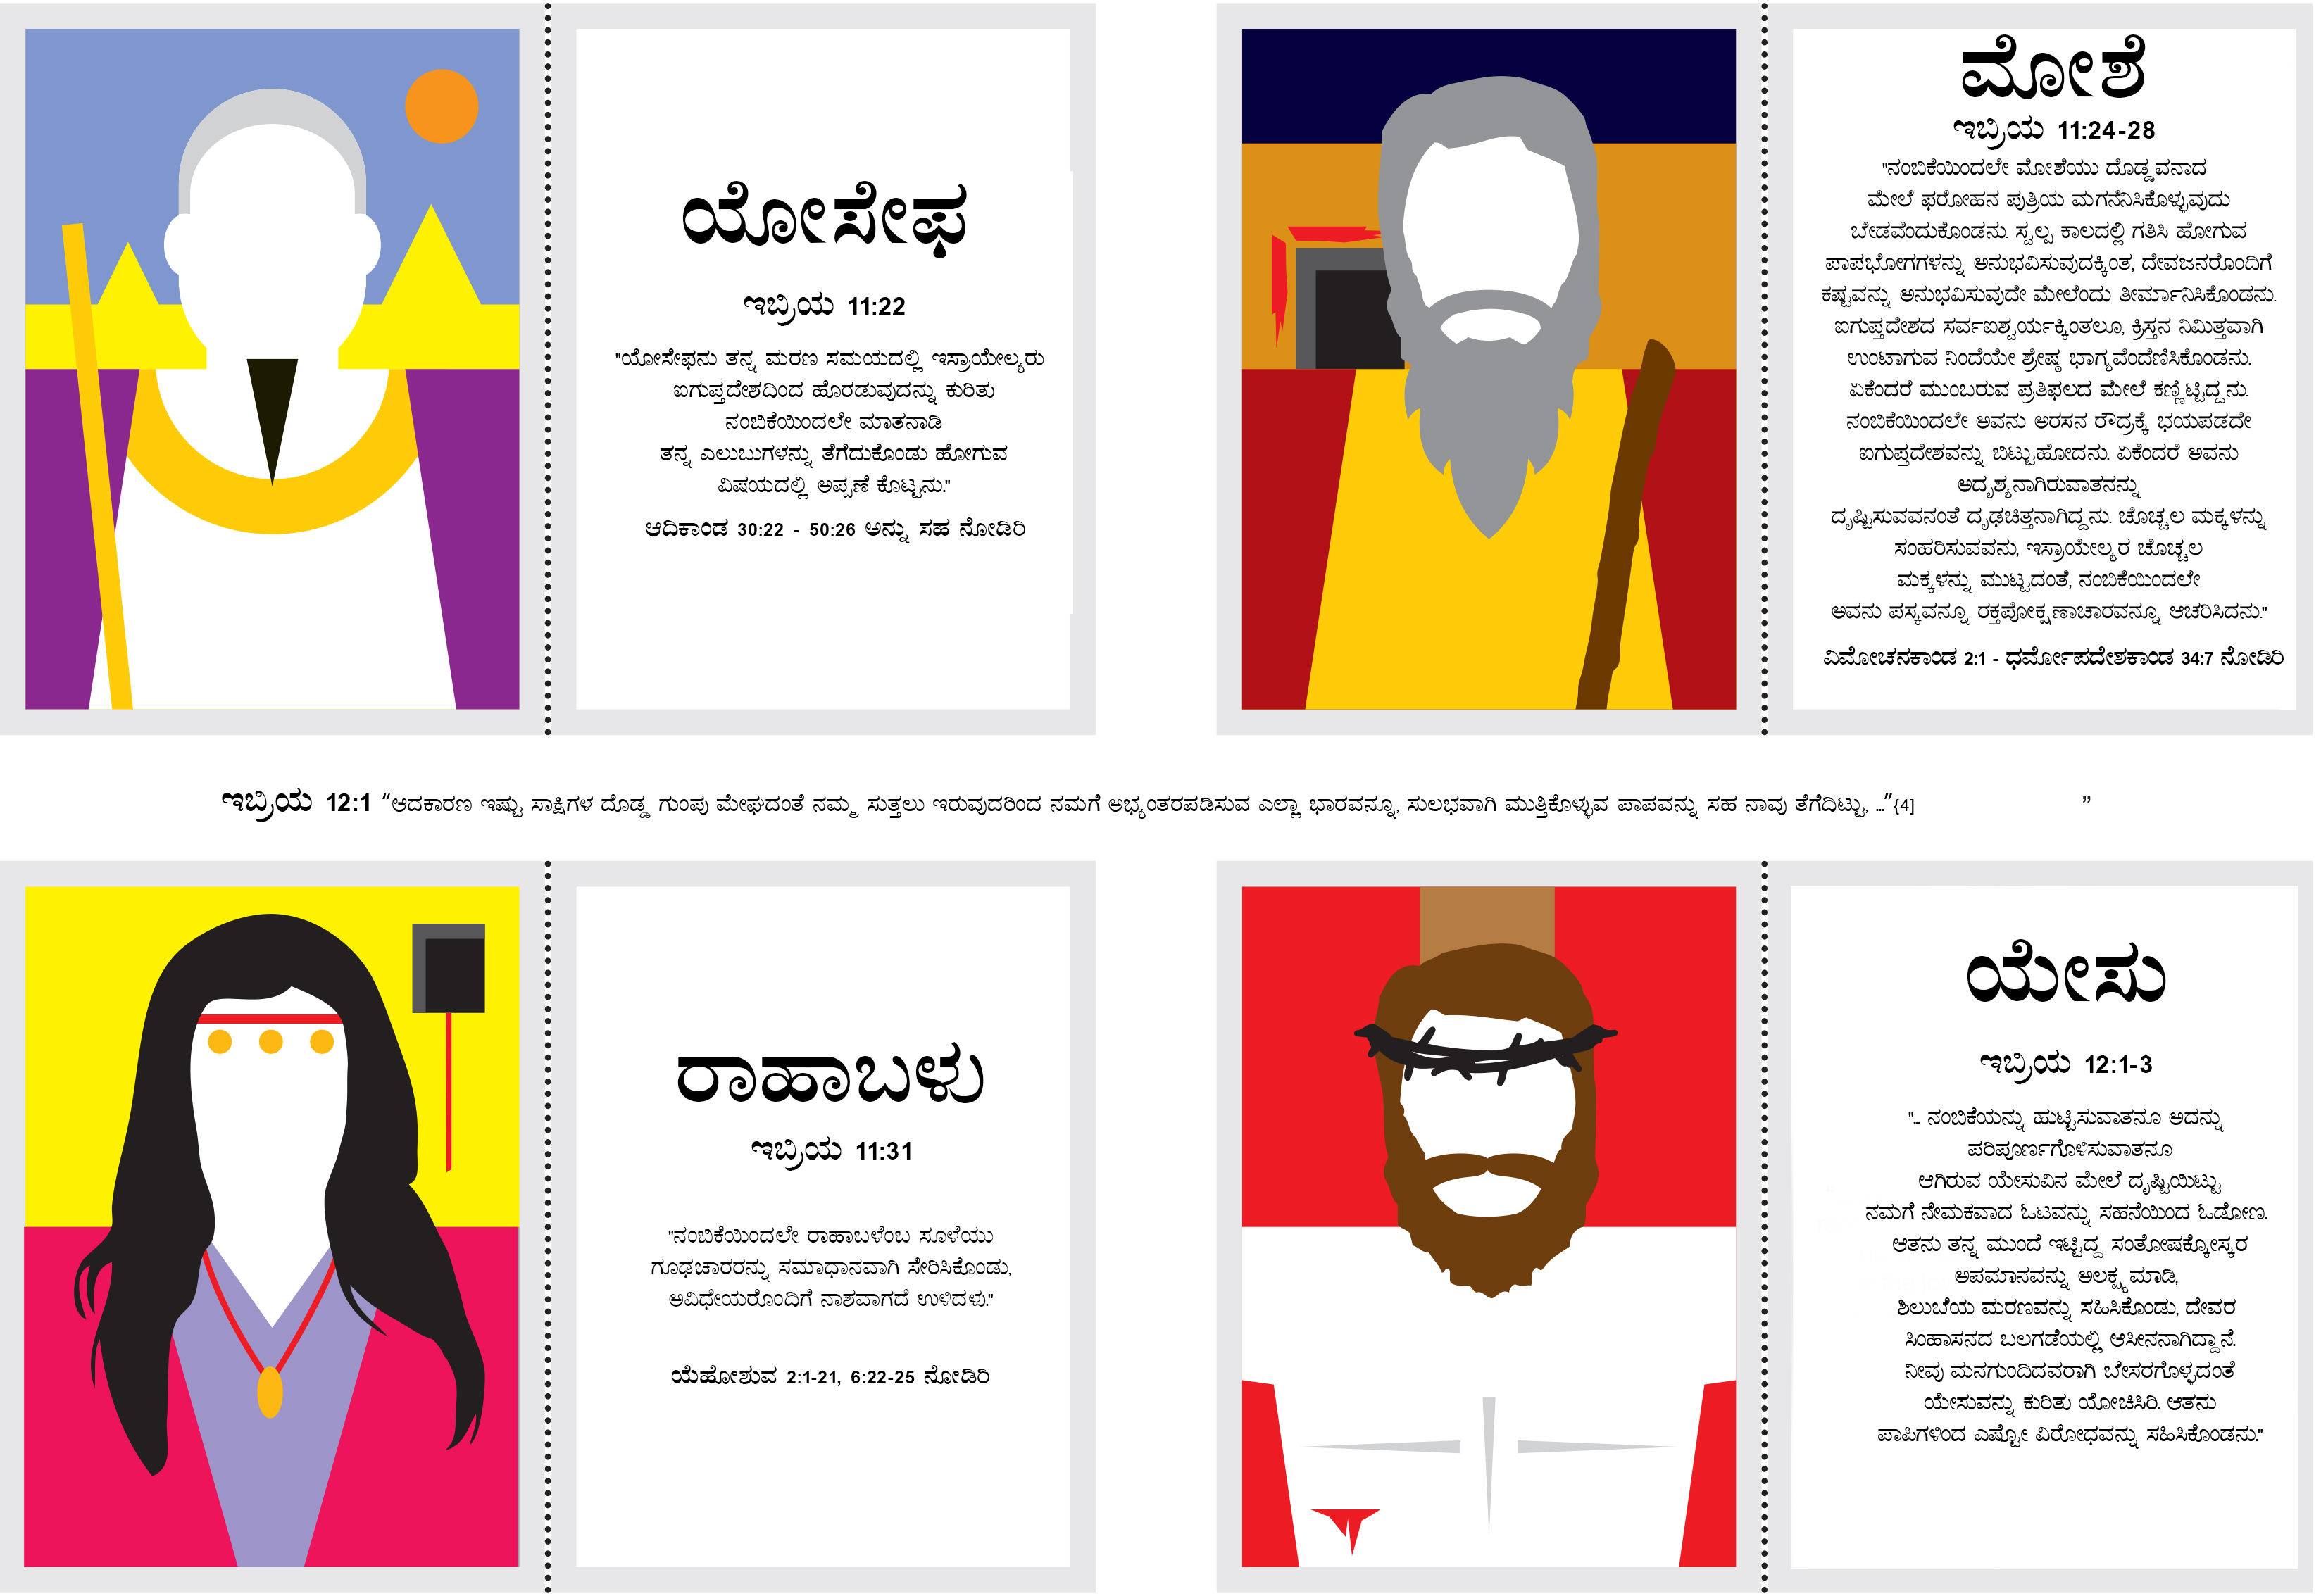 ಯೋಸೇಫ
ಇಬ್ರಿಯ 11:22
"ಯೋಸೇಫನು ತನ್ನ ಮರಣ ಸಮಯದಲ್ಲಿ ಇಸ್ರಾಯೇಲ್ಯರು
ಐಗುಪ್ತದೇಶದಿಂದ ಹೊರಡುವುದನ್ನು ಕುರಿತು
ನಂಬಿಕೆಯಿಂದಲೇ ಮಾತನಾಡಿ
ತನ್ನ ಎಲುಬುಗಳನ್ನು ತೆಗೆದುಕೊಂಡು ಹೋಗುವ
ವಿಷಯದಲ್ಲಿ ಅಪ್ಪಣೆ ಕೊಟ್ಟನು."
ಆದಿಕಾಂಡ 30:22 - 50:26 ಅನ್ನು ಸಹ ನೋಡಿರಿ
ಮೋಶೆ
ಇಬ್ರಿಯ 11:24-28
"ನಂಬಿಕೆಯಿಂದಲೇ ಮೋಶೆಯು ದೊಡ್ಡವನಾದ
ಮೇಲೆ ಫರೋಹನ ಪುತ್ರಿಯ ಮಗನೆನಿಸಿಕೊಳ್ಳುವುದು
ಬೇಡವೆಂದುಕೊಂಡನು. ಸ್ವಲ್ಪ ಕಾಲದಲ್ಲಿ ಗತಿಸಿ ಹೋಗುವ
ಪಾಪಭೋಗಗಳನ್ನು ಅನುಭವಿಸುವುದಕ್ಕಿಂತ, ದೇವಜನರೊಂದಿಗೆ
ಕಷ್ಟವನ್ನು ಅನುಭವಿಸುವುದೇ ಮೇಲೆಂದು ತೀರ್ಮಾನಿಸಿಕೊಂಡನು.
ಐಗುಪ್ತದೇಶದ ಸರ್ವಐಶ್ವರ್ಯಕ್ಕಿಂತಲೂ, ಕ್ರಿಸ್ತನ ನಿಮಿತ್ತವಾಗಿ
ಉಂಟಾಗುವ ನಿಂದೆಯೇ ಶ್ರೇಷ್ಠ ಭಾಗ್ಯವೆಂದೆಣಿಸಿಕೊಂಡನು.
ಏಕೆಂದರೆ ಮುಂಬರುವ ಪ್ರತಿಫಲದ ಮೇಲೆ ಕಣ್ಣಿಟ್ಟಿದ್ದನು.
ನಂಬಿಕೆಯಿಂದಲೇ ಅವನು ಅರಸನ ರೌದ್ರಕ್ಕೆ ಭಯಪಡದೇ
ಐಗುಪ್ತದೇಶವನ್ನು ಬಿಟ್ಟುಹೋದನು. ಏಕೆಂದರೆ ಅವನು
ಅದೃಶ್ಯನಾಗಿರುವಾತನನ್ನು
ದೃಷ್ಟಿಸುವವನಂತೆ ದೃಢಚಿತ್ತನಾಗಿದ್ದನು. ಚೊಚ್ಚಲ ಮಕ್ಕಳನ್ನು
ಸಂಹರಿಸುವವನು, ಇಸ್ರಾಯೇಲ್ಯರ ಚೊಚ್ಚಲ
ಮಕ್ಕಳನ್ನು ಮುಟ್ಟದಂತೆ, ನಂಬಿಕೆಯಿಂದಲೇ
ಅವನು ಪಸ್ಕವನ್ನೂ ರಕ್ತಪ್ರೋಕ್ಷಣಾಚಾರವನ್ನೂ ಆಚರಿಸಿದನು."
ವಿಮೋಚನಕಾಂಡ 2:1 - ಧರ್ಮೋಪದೇಶಕಾಂಡ 34:7 ನೋಡಿರಿ
ಇಬ್ರಿಯ 12:1 “ಆದಕಾರಣ ಇಷ್ಟು ಸಾಕ್ಷಿಗಳ ದೊಡ್ಡ ಗುಂಪು ಮೇಘದಂತೆ ನಮ್ಮ ಸುತ್ತಲು ಇರುವುದರಿಂದ ನಮಗೆ ಅಭ್ಯಂತರಪಡಿಸುವ ಎಲ್ಲಾ ಭಾರವನ್ನೂ, ಸುಲಭವಾಗಿ ಮುತ್ತಿಕೊಳ್ಳುವ ಪಾಪವನ್ನು ಸಹ ನಾವು ತೆಗೆದಿಟ್ಟು, ...”{4] ”
ರಾಹಾಬಳು
ಇಬ್ರಿಯ 11:31
"ನಂಬಿಕೆಯಿಂದಲೇ ರಾಹಾಬಳೆಂಬ ಸೂಳೆಯು
ಗೂಢಚಾರರನ್ನು ಸಮಾಧಾನವಾಗಿ ಸೇರಿಸಿಕೊಂಡು,
ಅವಿಧೇಯರೊಂದಿಗೆ ನಾಶವಾಗದೆ ಉಳಿದಳು."
ಯೆಹೋಶುವ 2:1-21, 6:22-25 ನೋಡಿರಿ
ಯೇಸು
ಇಬ್ರಿಯ 12:1-3
"... ನಂಬಿಕೆಯನ್ನು ಹುಟ್ಟಿಸುವಾತನೂ ಅದನ್ನು
ಪರಿಪೂರ್ಣಗೊಳಿಸುವಾತನೂ
ಆಗಿರುವ ಯೇಸುವಿನ ಮೇಲೆ ದೃಷ್ಟಿಯಿಟ್ಟು
ನಮಗೆ ನೇಮಕವಾದ ಓಟವನ್ನು ಸಹನೆಯಿಂದ ಓಡೋಣ.
ಆತನು ತನ್ನ ಮುಂದೆ ಇಟ್ಟಿದ್ದ ಸಂತೋಷಕ್ಕೋಸ್ಕರ
ಅಪಮಾನವನ್ನು ಅಲಕ್ಷ್ಯಮಾಡಿ,
ಶಿಲುಬೆಯ ಮರಣವನ್ನು ಸಹಿಸಿಕೊಂಡು, ದೇವರ
ಸಿಂಹಾಸನದ ಬಲಗಡೆಯಲ್ಲಿ ಆಸೀನನಾಗಿದ್ದಾನೆ.
ನೀವು ಮನಗುಂದಿದವರಾಗಿ ಬೇಸರಗೊಳ್ಳದಂತೆ
ಯೇಸುವನ್ನು ಕುರಿತು ಯೋಚಿಸಿರಿ. ಆತನು
ಪಾಪಿಗಳಿಂದ ಎಷ್ಟೋ ವಿರೋಧವನ್ನು ಸಹಿಸಿಕೊಂಡನು."